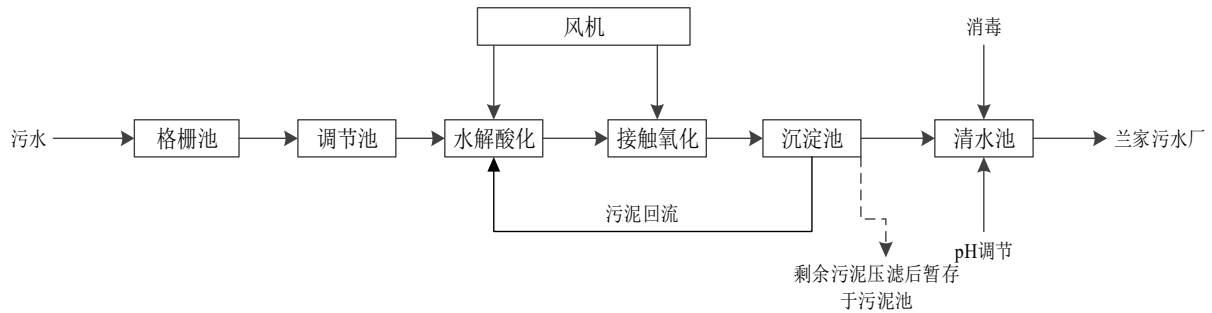 风机
消毒
污水
格栅池
调节池
水解酸化
接触氧化
沉淀池
清水池
兰家污水厂
污泥回流
pH调节
剩余污泥压滤后暂存
于污泥池